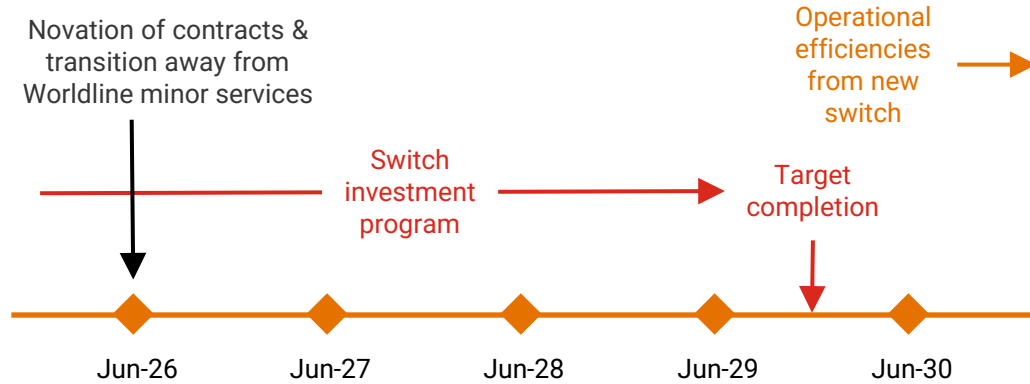 Novation of contracts &
transition away from
Worldline minor services
Operational
efficiencies
from new
switch
Switch
investment
program
Target
completion
Jun-26
Jun-27
Jun-28
Jun-29
Jun-30